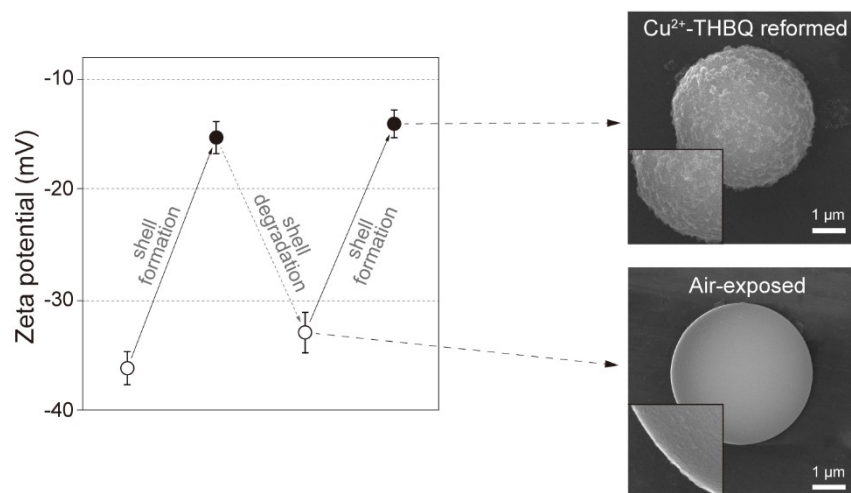 Zeta potential (mV)
-10
-20
-30
-40
shell
formation
shell
degradation
shell
formation
Cu²⁺-THBQ reformed
1 µm
Air-exposed
1 µm